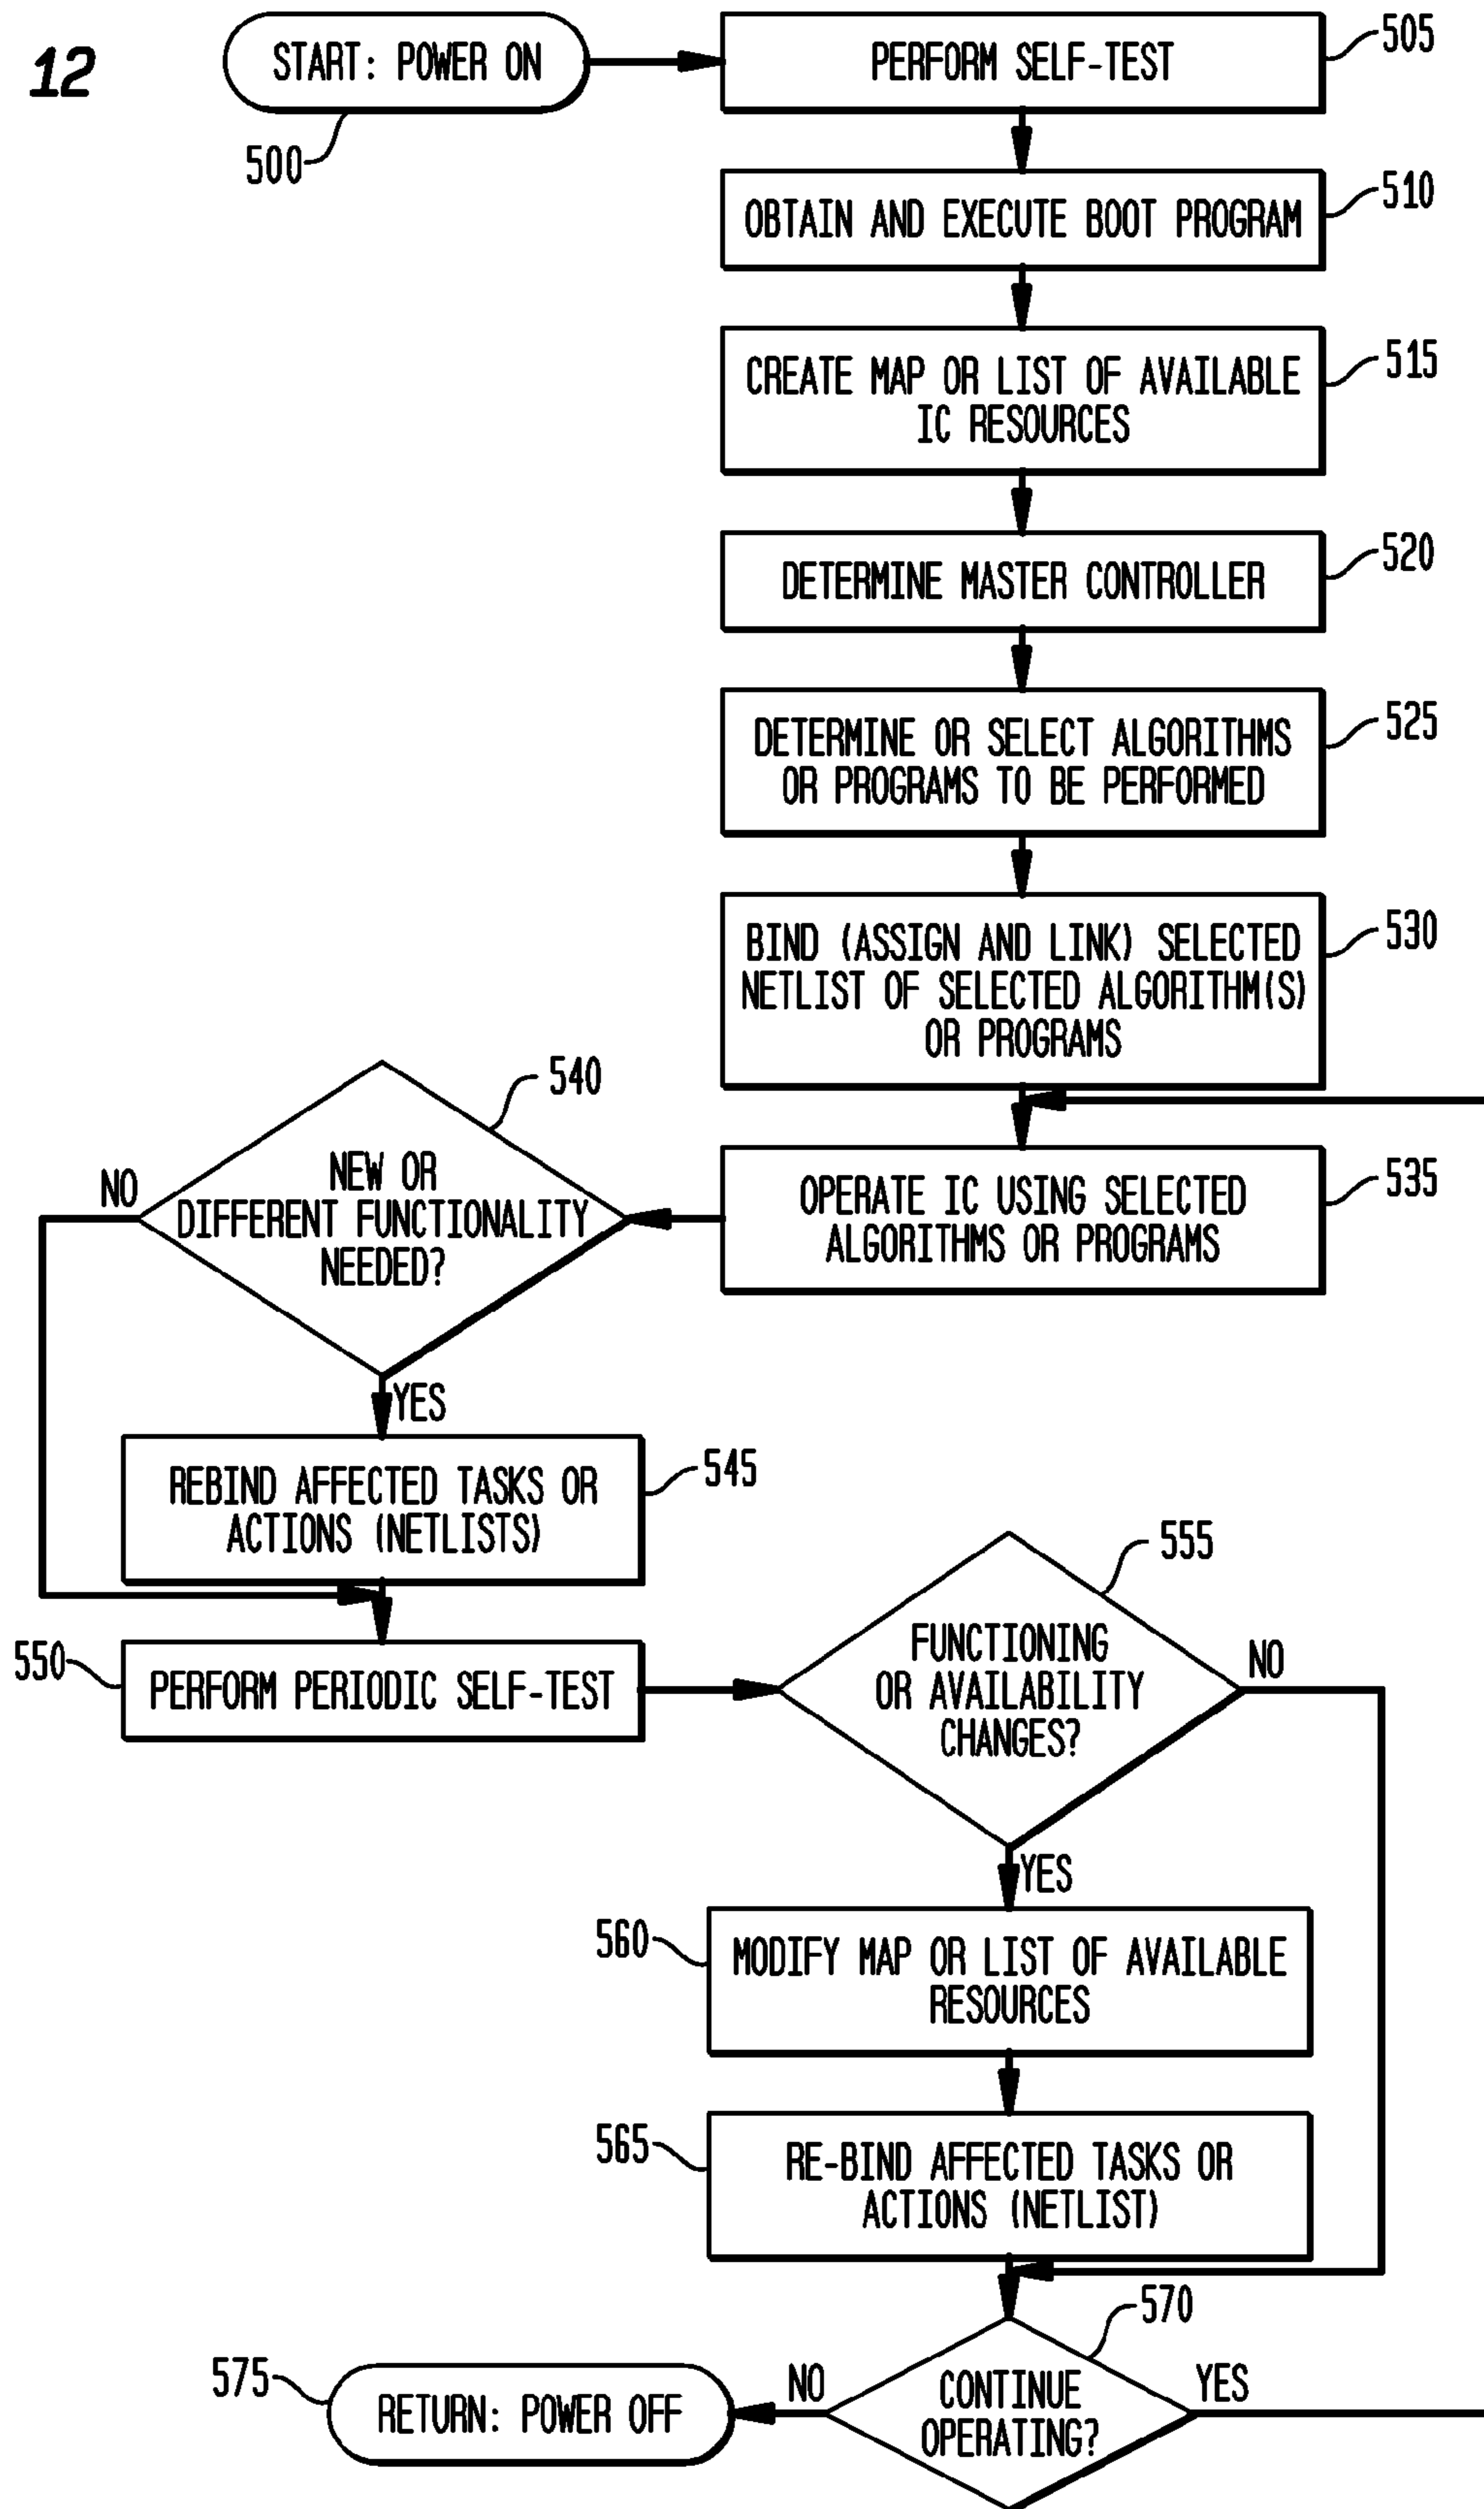 12
START: POWER ON
500
PERFORM SELF-TEST
505
OBTAIN AND EXECUTE BOOT PROGRAM
510
CREATE MAP OR LIST OF AVAILABLE
IC RESOURCES
515
DETERMINE MASTER CONTROLLER
520
DETERMINE OR SELECT ALGORITHMS
OR PROGRAMS TO BE PERFORMED
525
BIND (ASSIGN AND LINK) SELECTED
NETLIST OF SELECTED ALGORITHM(S)
OR PROGRAMS
530
OPERATE IC USING SELECTED
ALGORITHMS OR PROGRAMS
535
540
NEW OR
DIFFERENT FUNCTIONALITY
NEEDED?
NO
YES
REBIND AFFECTED TASKS OR
ACTIONS (NETLISTS)
545
550
PERFORM PERIODIC SELF-TEST
555
FUNCTIONING
OR AVAILABILITY
CHANGES?
NO
YES
560
MODIFY MAP OR LIST OF AVAILABLE
RESOURCES
565
RE-BIND AFFECTED TASKS OR
ACTIONS (NETLIST)
570
CONTINUE
OPERATING?
YES
NO
575
RETURN: POWER OFF